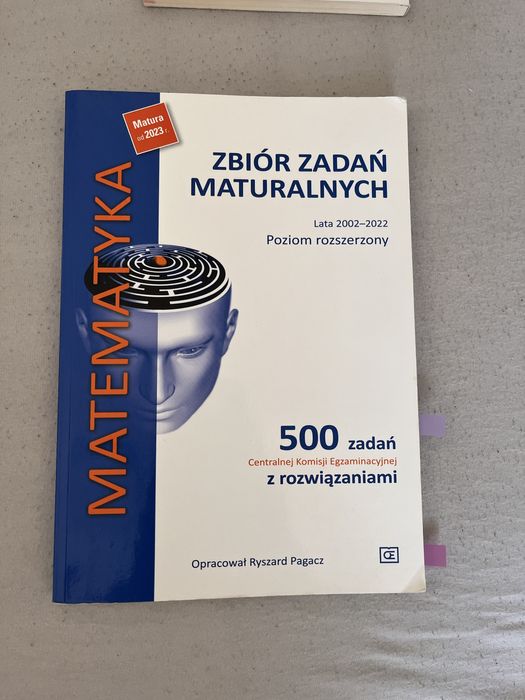 Matura
od 2023 r.
MATEMATYKA
ZBIÓR ZADAŃ
MATURALNYCH
Lata 2002–2022
Poziom rozszerzony
500 zadań
Centralnej Komisji Egzaminacyjnej
z rozwiązaniami
Opracował Ryszard Pagacz
OE